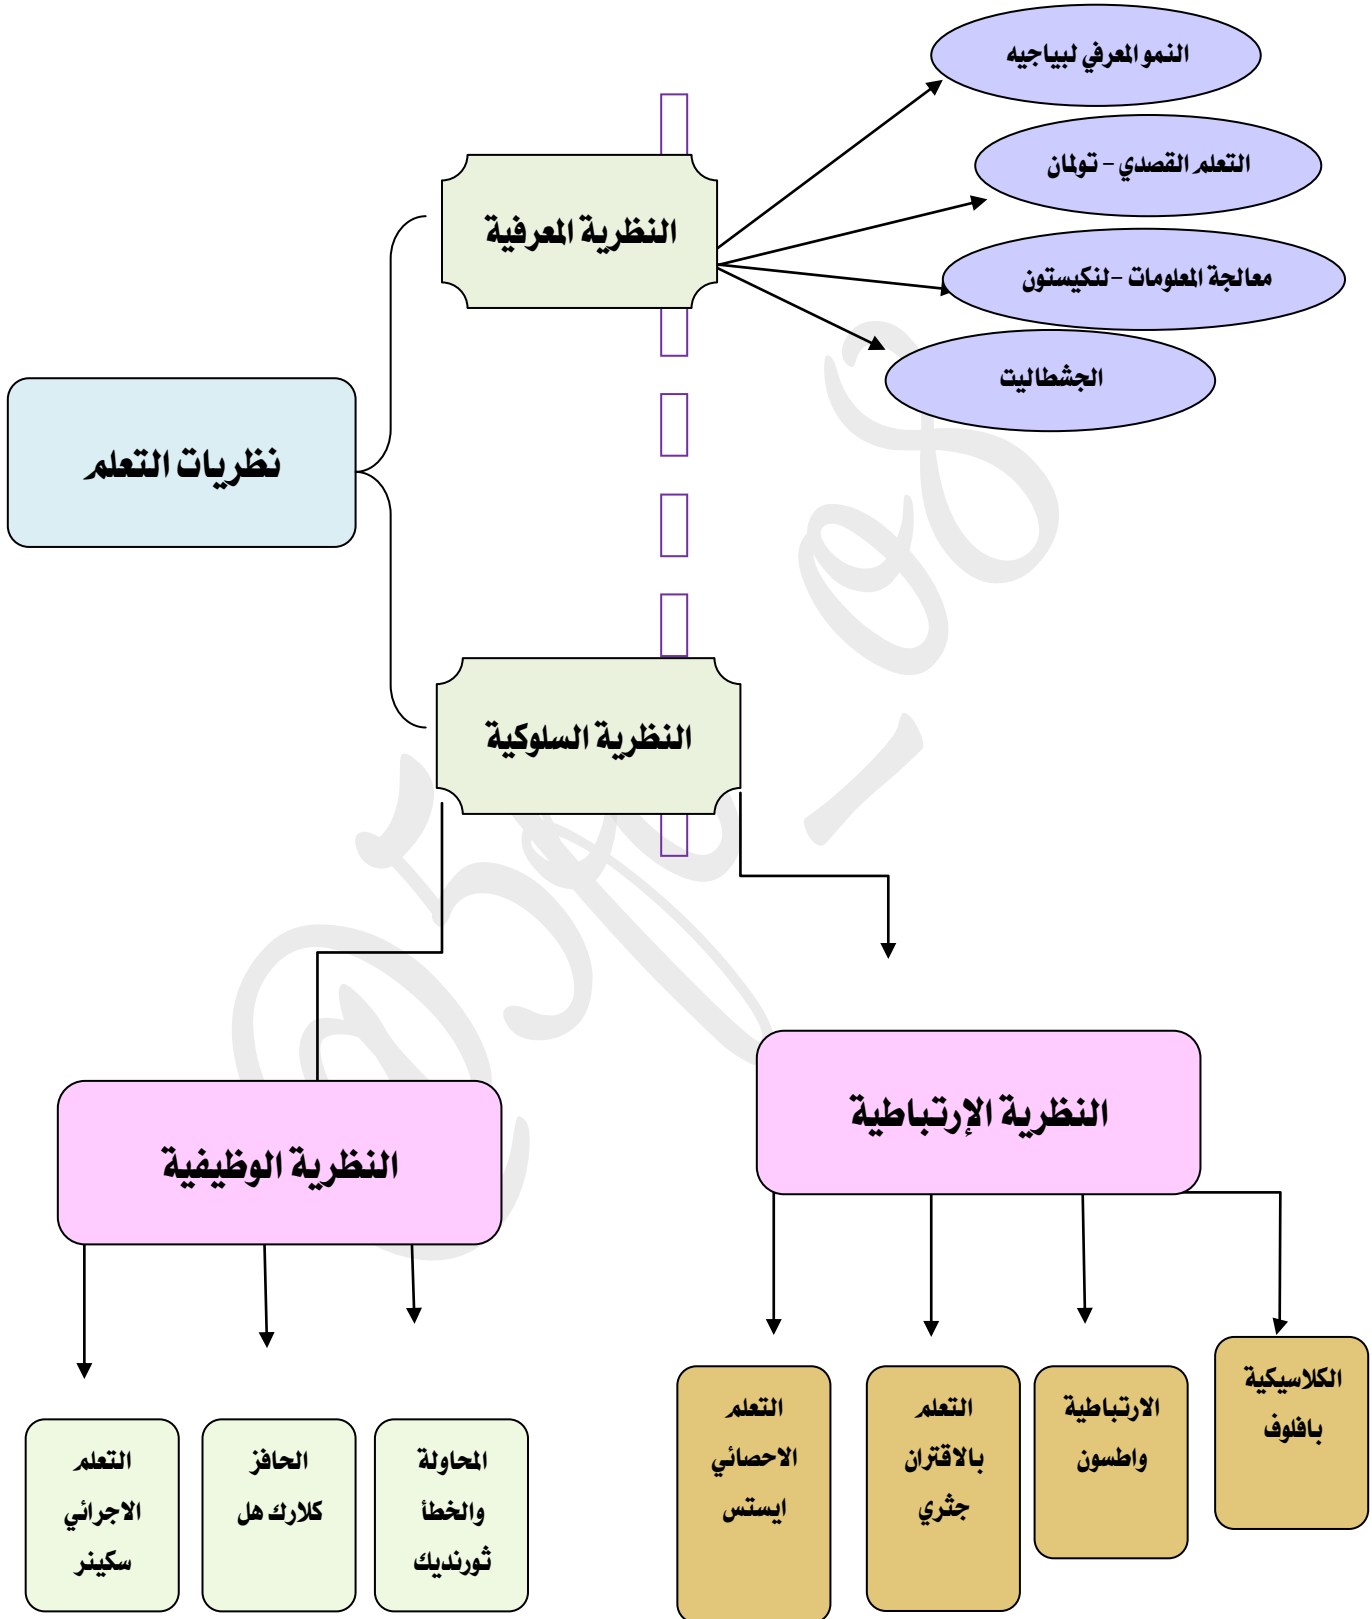 النمو المعرفي لبياجيه
التعلم القصدي - تولمان
معالجة المعلومات - لنكيستون
الجشطاليت
النظرية المعرفية
نظريات التعلم
النظرية السلوكية
النظرية الإرتباطية
النظرية الوظيفية
الكلاسيكية
بافلوف
الارتباطية
واطسون
التعلم
بالاقتران
جثري
التعلم
الاحصائي
ايستس
المحاولة
والخطأ
ثورنديك
الحافز
كلارك هل
التعلم
الاجرائي
سكينر